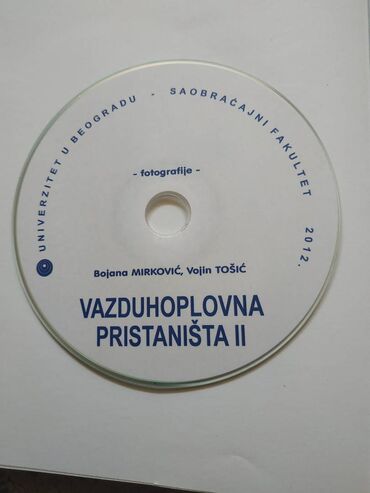 UNIVERZITET U BEOGRADU - SAOBRAĆAJNI FAKULTET 2012.
- fotografije -
Bojana MIRKOVIĆ, Vojin TOŠIĆ
VAZDUHOPLOVNA
PRISTANIŠTA II